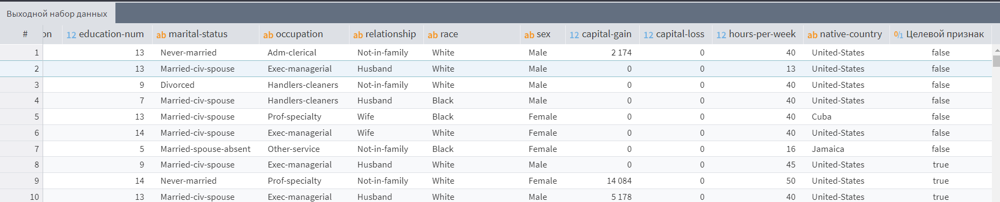 Выходной набор данных
# on 12 education-num ab marital-status ab occupation ab relationship ab race ab sex 12 capital-gain 12 capital-loss 12 hours-per-week ab native-country 0/1 Целевой признак
1 13 Never-married Adm-clerical Not-in-family White Male 2 174 0 40 United-States false
2 13 Married-civ-spouse Exec-managerial Husband White Male 0 0 13 United-States false
3 9 Divorced Handlers-cleaners Not-in-family White Male 0 0 40 United-States false
4 7 Married-civ-spouse Handlers-cleaners Husband Black Male 0 0 40 United-States false
5 13 Married-civ-spouse Prof-specialty Wife Black Female 0 0 40 Cuba false
6 14 Married-civ-spouse Exec-managerial Wife White Female 0 0 40 United-States false
7 5 Married-spouse-absent Other-service Not-in-family Black Female 0 0 16 Jamaica false
8 9 Married-civ-spouse Exec-managerial Husband White Male 0 0 45 United-States true
9 14 Never-married Prof-specialty Not-in-family White Female 14 084 0 50 United-States true
10 13 Married-civ-spouse Exec-managerial Husband White Male 5 178 0 40 United-States true